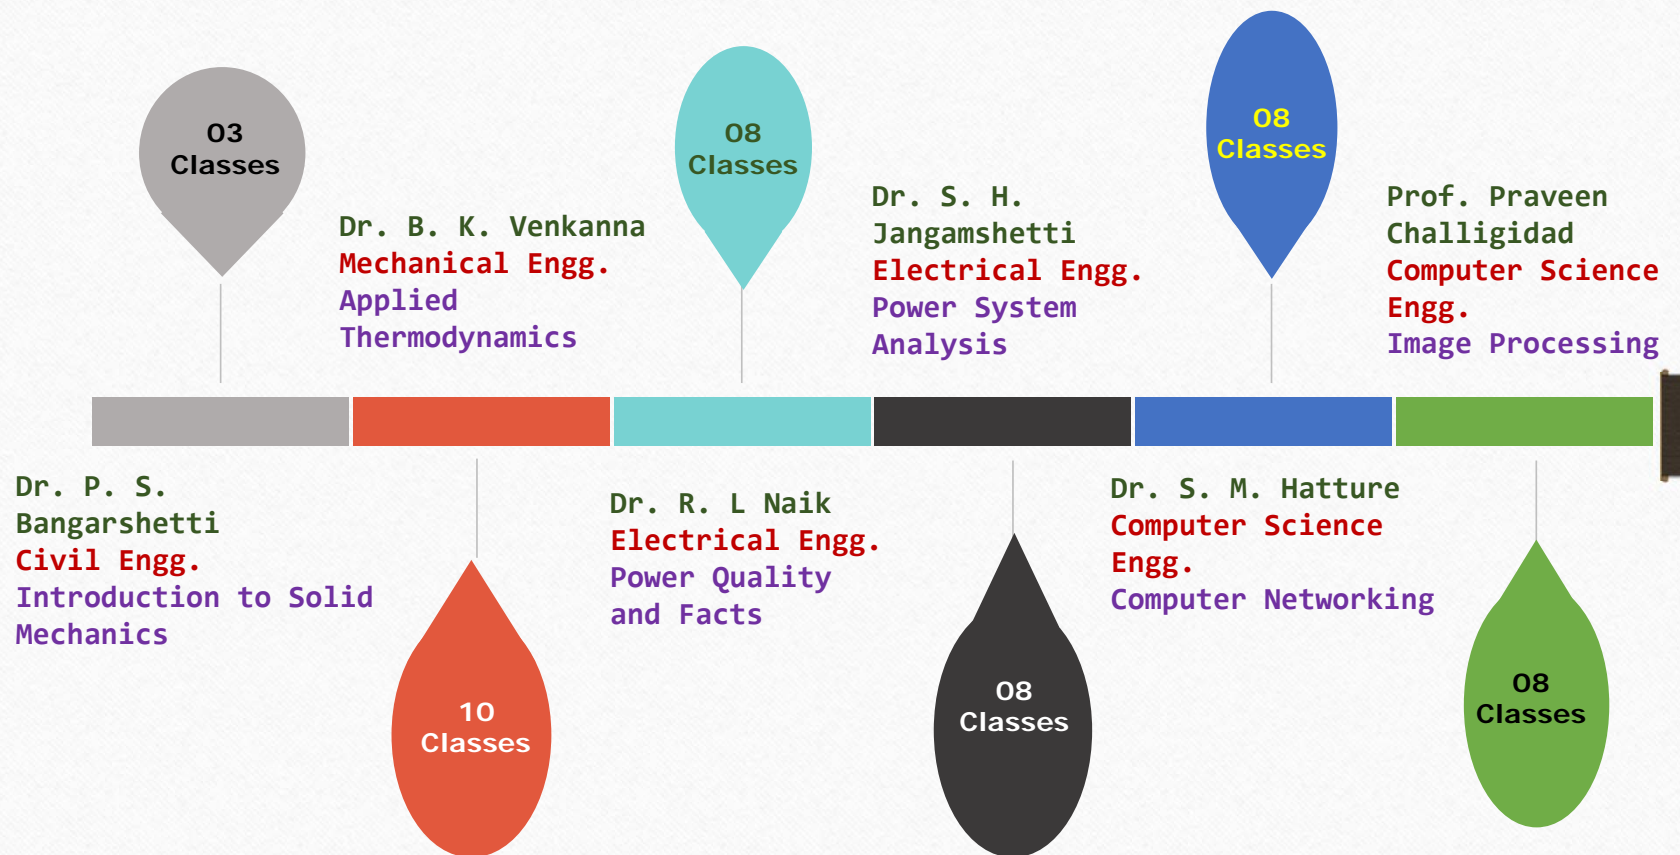 03
Classes
Dr. P. S.
Bangarshetti
Civil Engg.
Introduction to Solid
Mechanics
Dr. B. K. Venkanna
Mechanical Engg.
Applied
Thermodynamics
10
Classes
08
Classes
Dr. R. L Naik
Electrical Engg.
Power Quality
and Facts
Dr. S. H.
Jangamshetti
Electrical Engg.
Power System
Analysis
08
Classes
08
Classes
Dr. S. M. Hatture
Computer Science
Engg.
Computer Networking
Prof. Praveen
Challigidad
Computer Science
Engg.
Image Processing
08
Classes